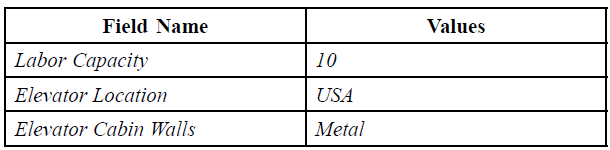 Field Name Values
Labor Capacity 10
Elevator Location USA
Elevator Cabin Walls Metal